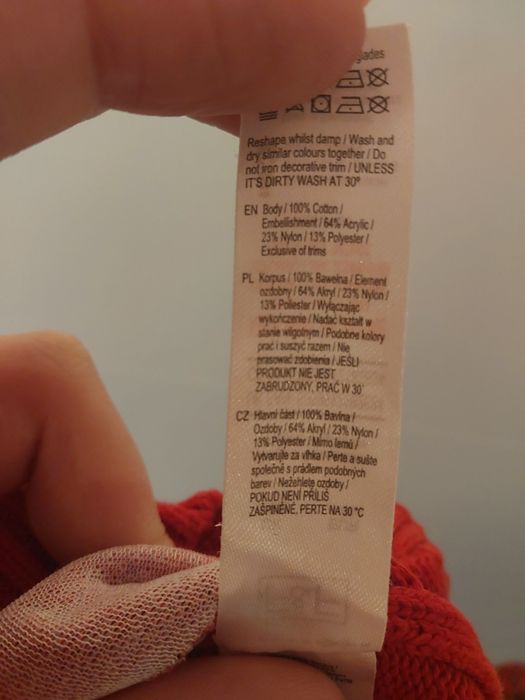 Reshape whilst damp / Wash and
dry similar colours together / Do
not iron decorative trim / UNLESS
IT'S DIRTY WASH AT 30º
EN Body / 100% Cotton /
Embellishment / 64% Acrylic /
23% Nylon / 13% Polyester /
Exclusive of trims
PL Korpus / 100% Bawełna / Element
ozdobny / 64% Akryl / 23% Nylon /
13% Poliester / Wyłączając
wykończenie / Nadać kształt w
stanie wilgotnym / Podobne kolory
prać i suszyć razem / Nie
prasować zdobienia / JEŚLI
PRODUKT NIE JEST
ZABRUDZONY, PRAĆ W 30˚
CZ Hlavní část / 100% Bavlna /
Ozdoby / 64% Akryl / 23% Nylon /
13% Polyester / Mimo lemů /
Vytvarujte za vlhka / Perte a sušte
společně s prádlem podobných
barev / Nežehlete ozdoby /
POKUD NENÍ PŘÍLIŠ
ZAŠPINĚNÉ, PERTE NA 30 °C